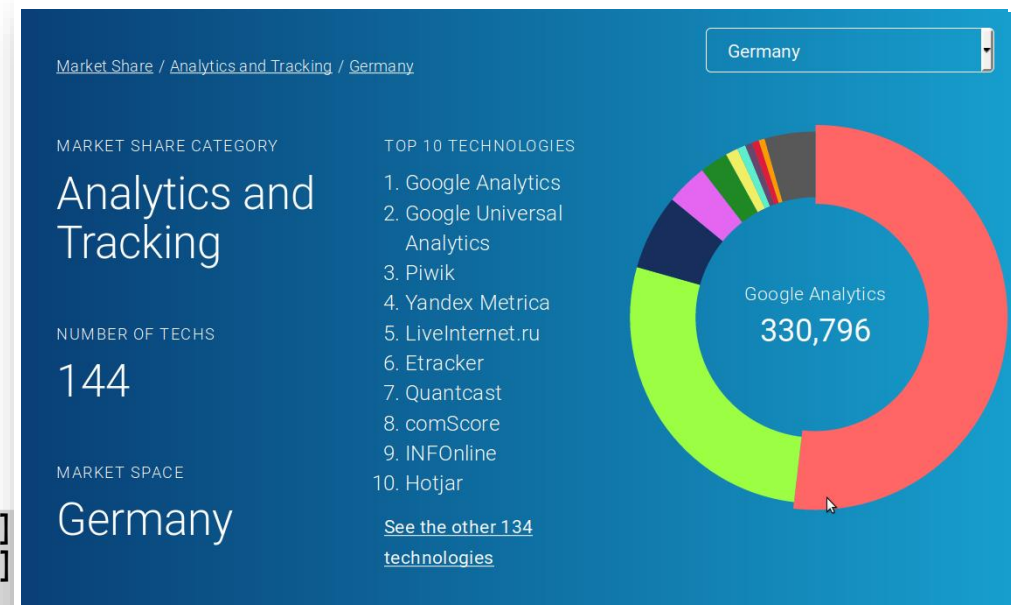 Germany
Market Share / Analytics and Tracking / Germany
MARKET SHARE CATEGORY
Analytics and
Tracking
NUMBER OF TECHS
144
MARKET SPACE
Germany
TOP 10 TECHNOLOGIES
1. Google Analytics
2. Google Universal
Analytics
3. Piwik
4. Yandex Metrica
5. LiveInternet.ru
6. Etracker
7. Quantcast
8. comScore
9. INFOnline
10. Hotjar
See the other 134
technologies
Google Analytics
330,796
]
]